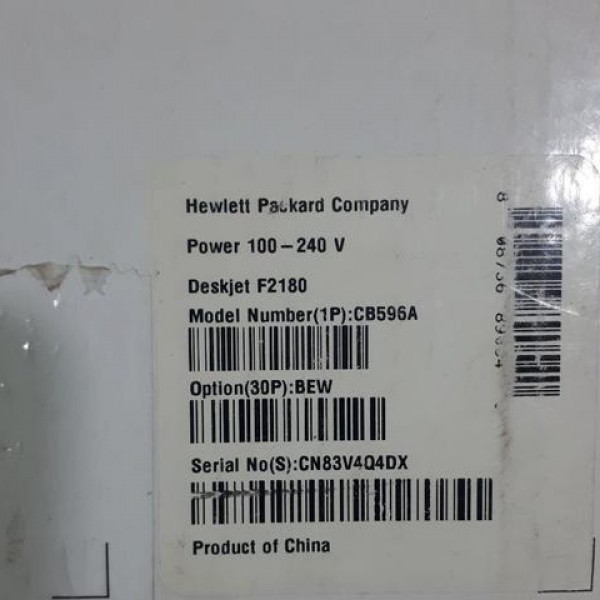 Hewlett Packard Company
Power 100-240 V
Deskjet F2180
Model Number(1P):CB596A
Option(30P):BEW
Serial No(S):CN83V4Q4DX
Product of China